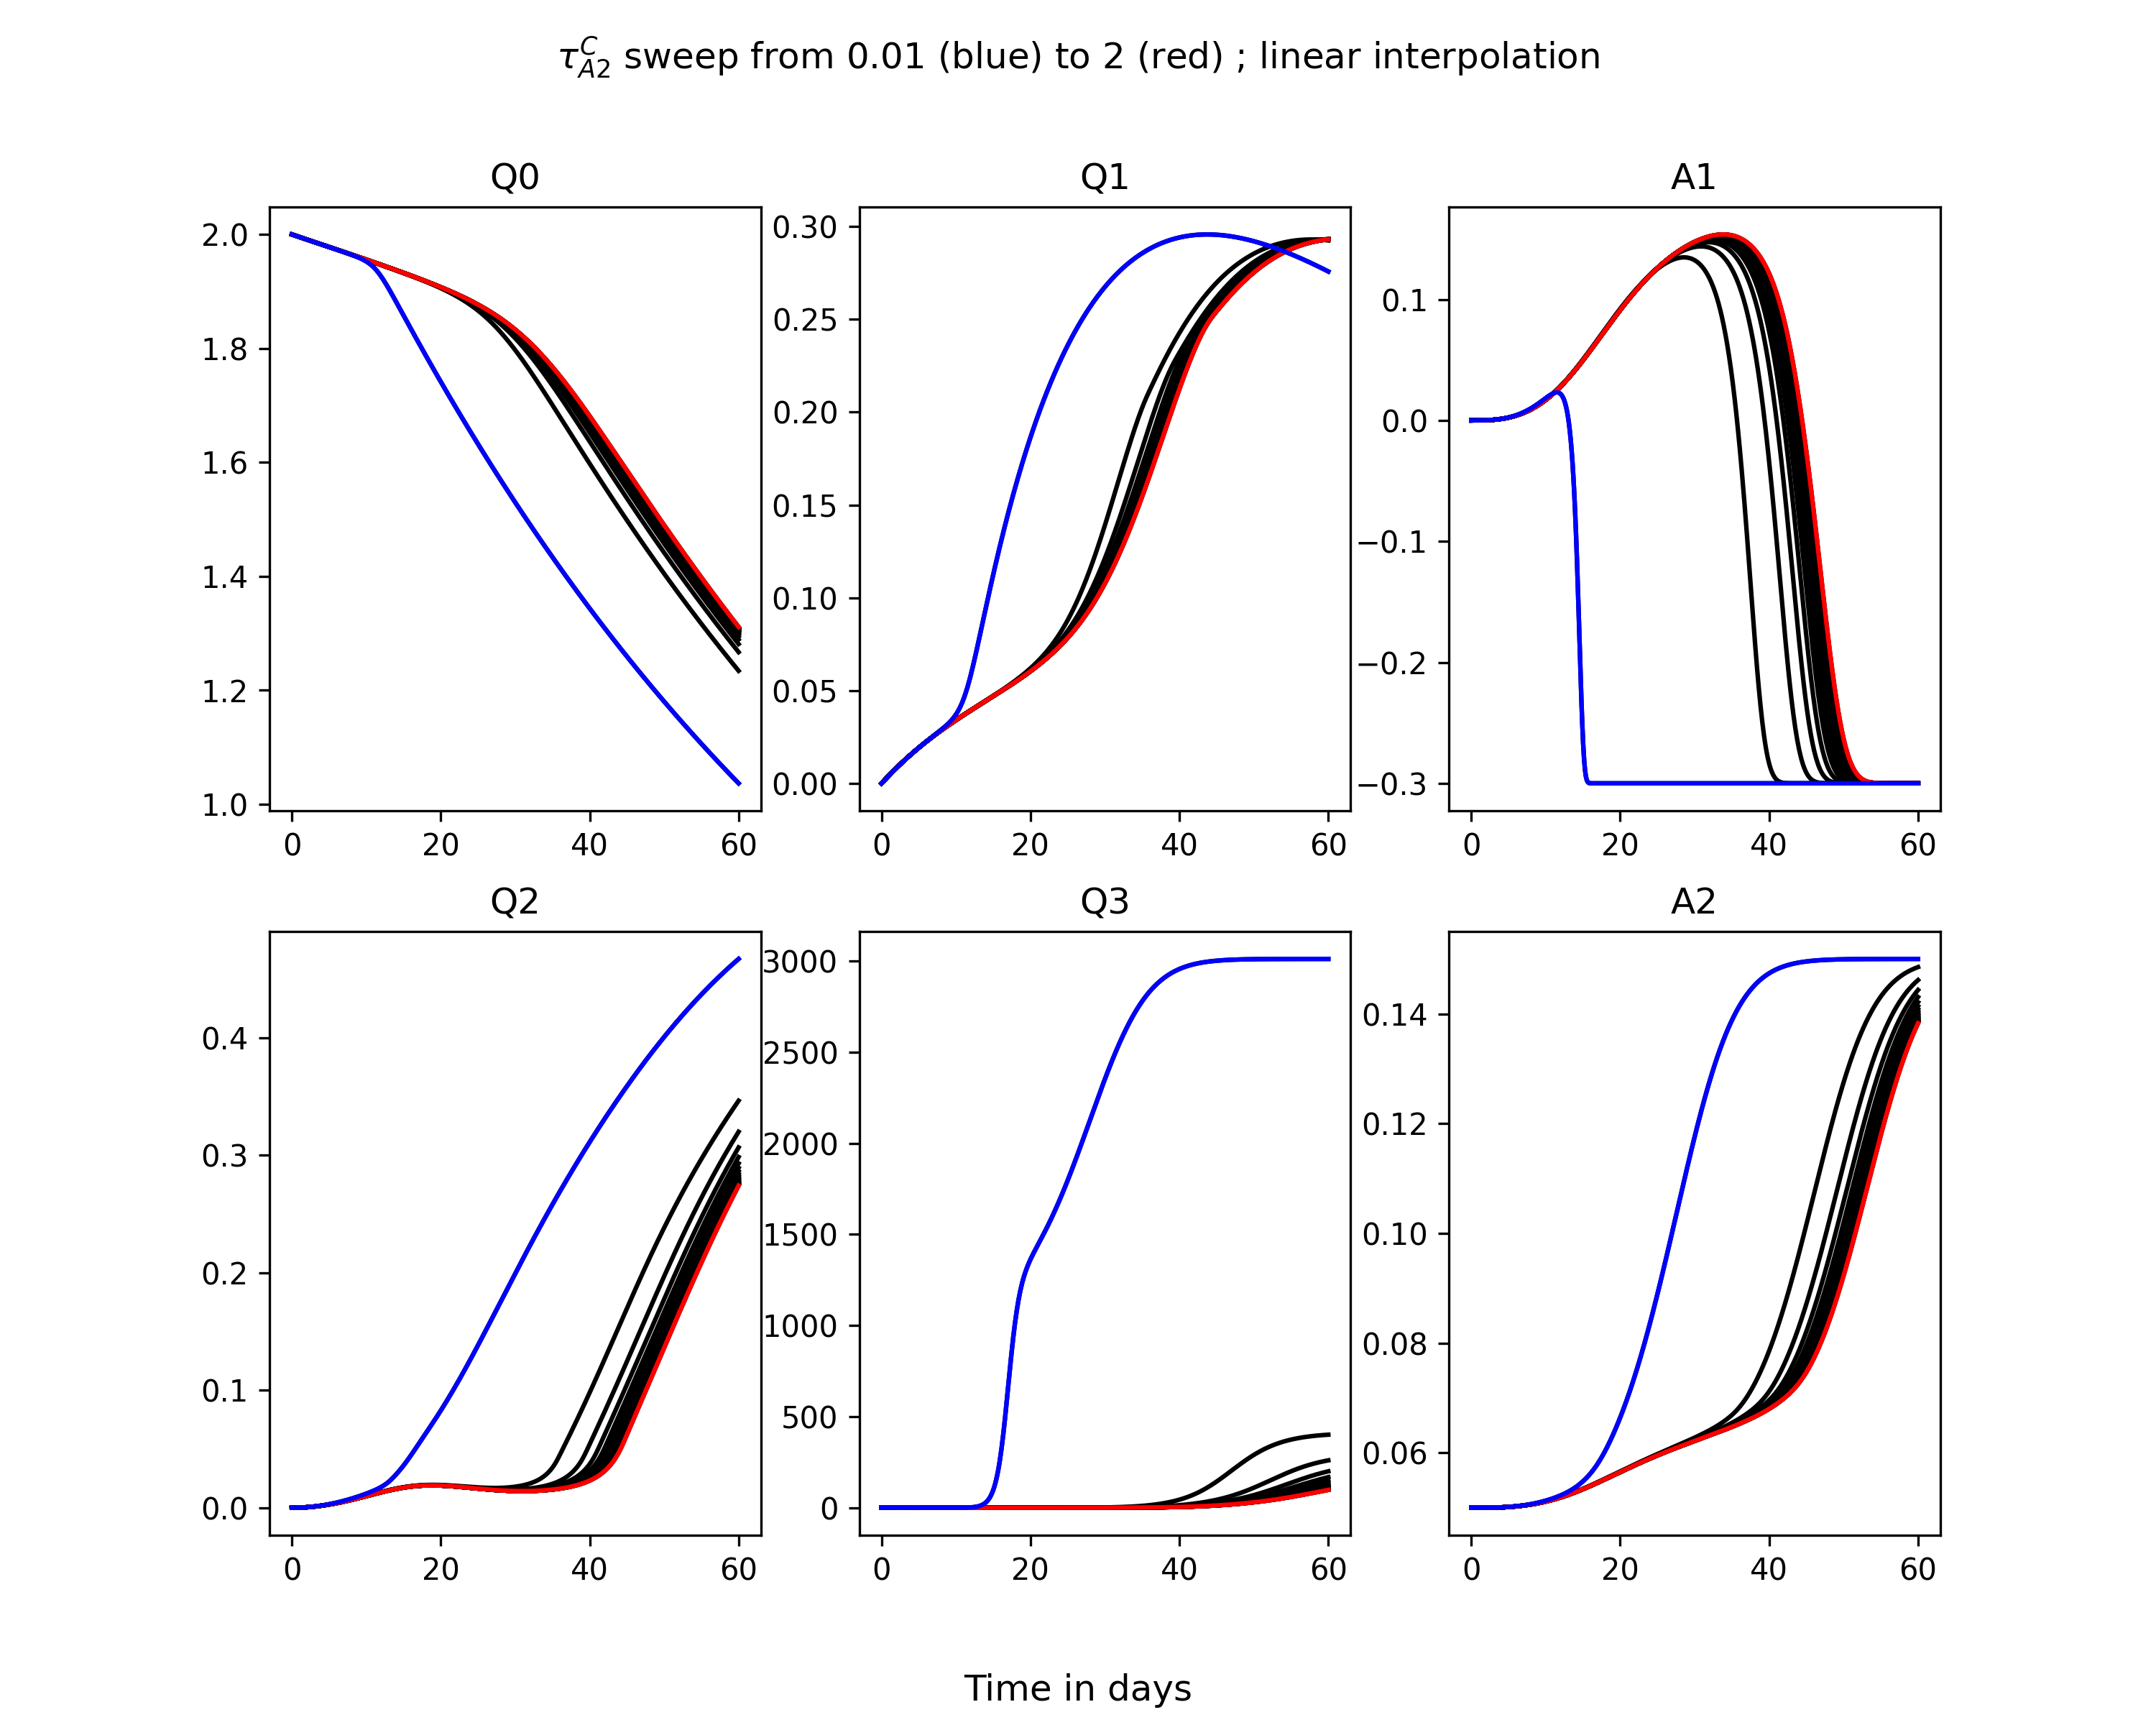 τ^C_A2 sweep from 0.01 (blue) to 2 (red) ; linear interpolation
Q0
2.0
1.8
1.6
1.4
1.2
1.0
0 20 40 60
Q1
0.30
0.25
0.20
0.15
0.10
0.05
0.00
0 20 40 60
A1
0.1
0.0
−0.1
−0.2
−0.3
0 20 40 60
Q2
0.4
0.3
0.2
0.1
0.0
0 20 40 60
Q3
3000
2500
2000
1500
1000
500
0
0 20 40 60
A2
0.14
0.12
0.10
0.08
0.06
0 20 40 60
Time in days